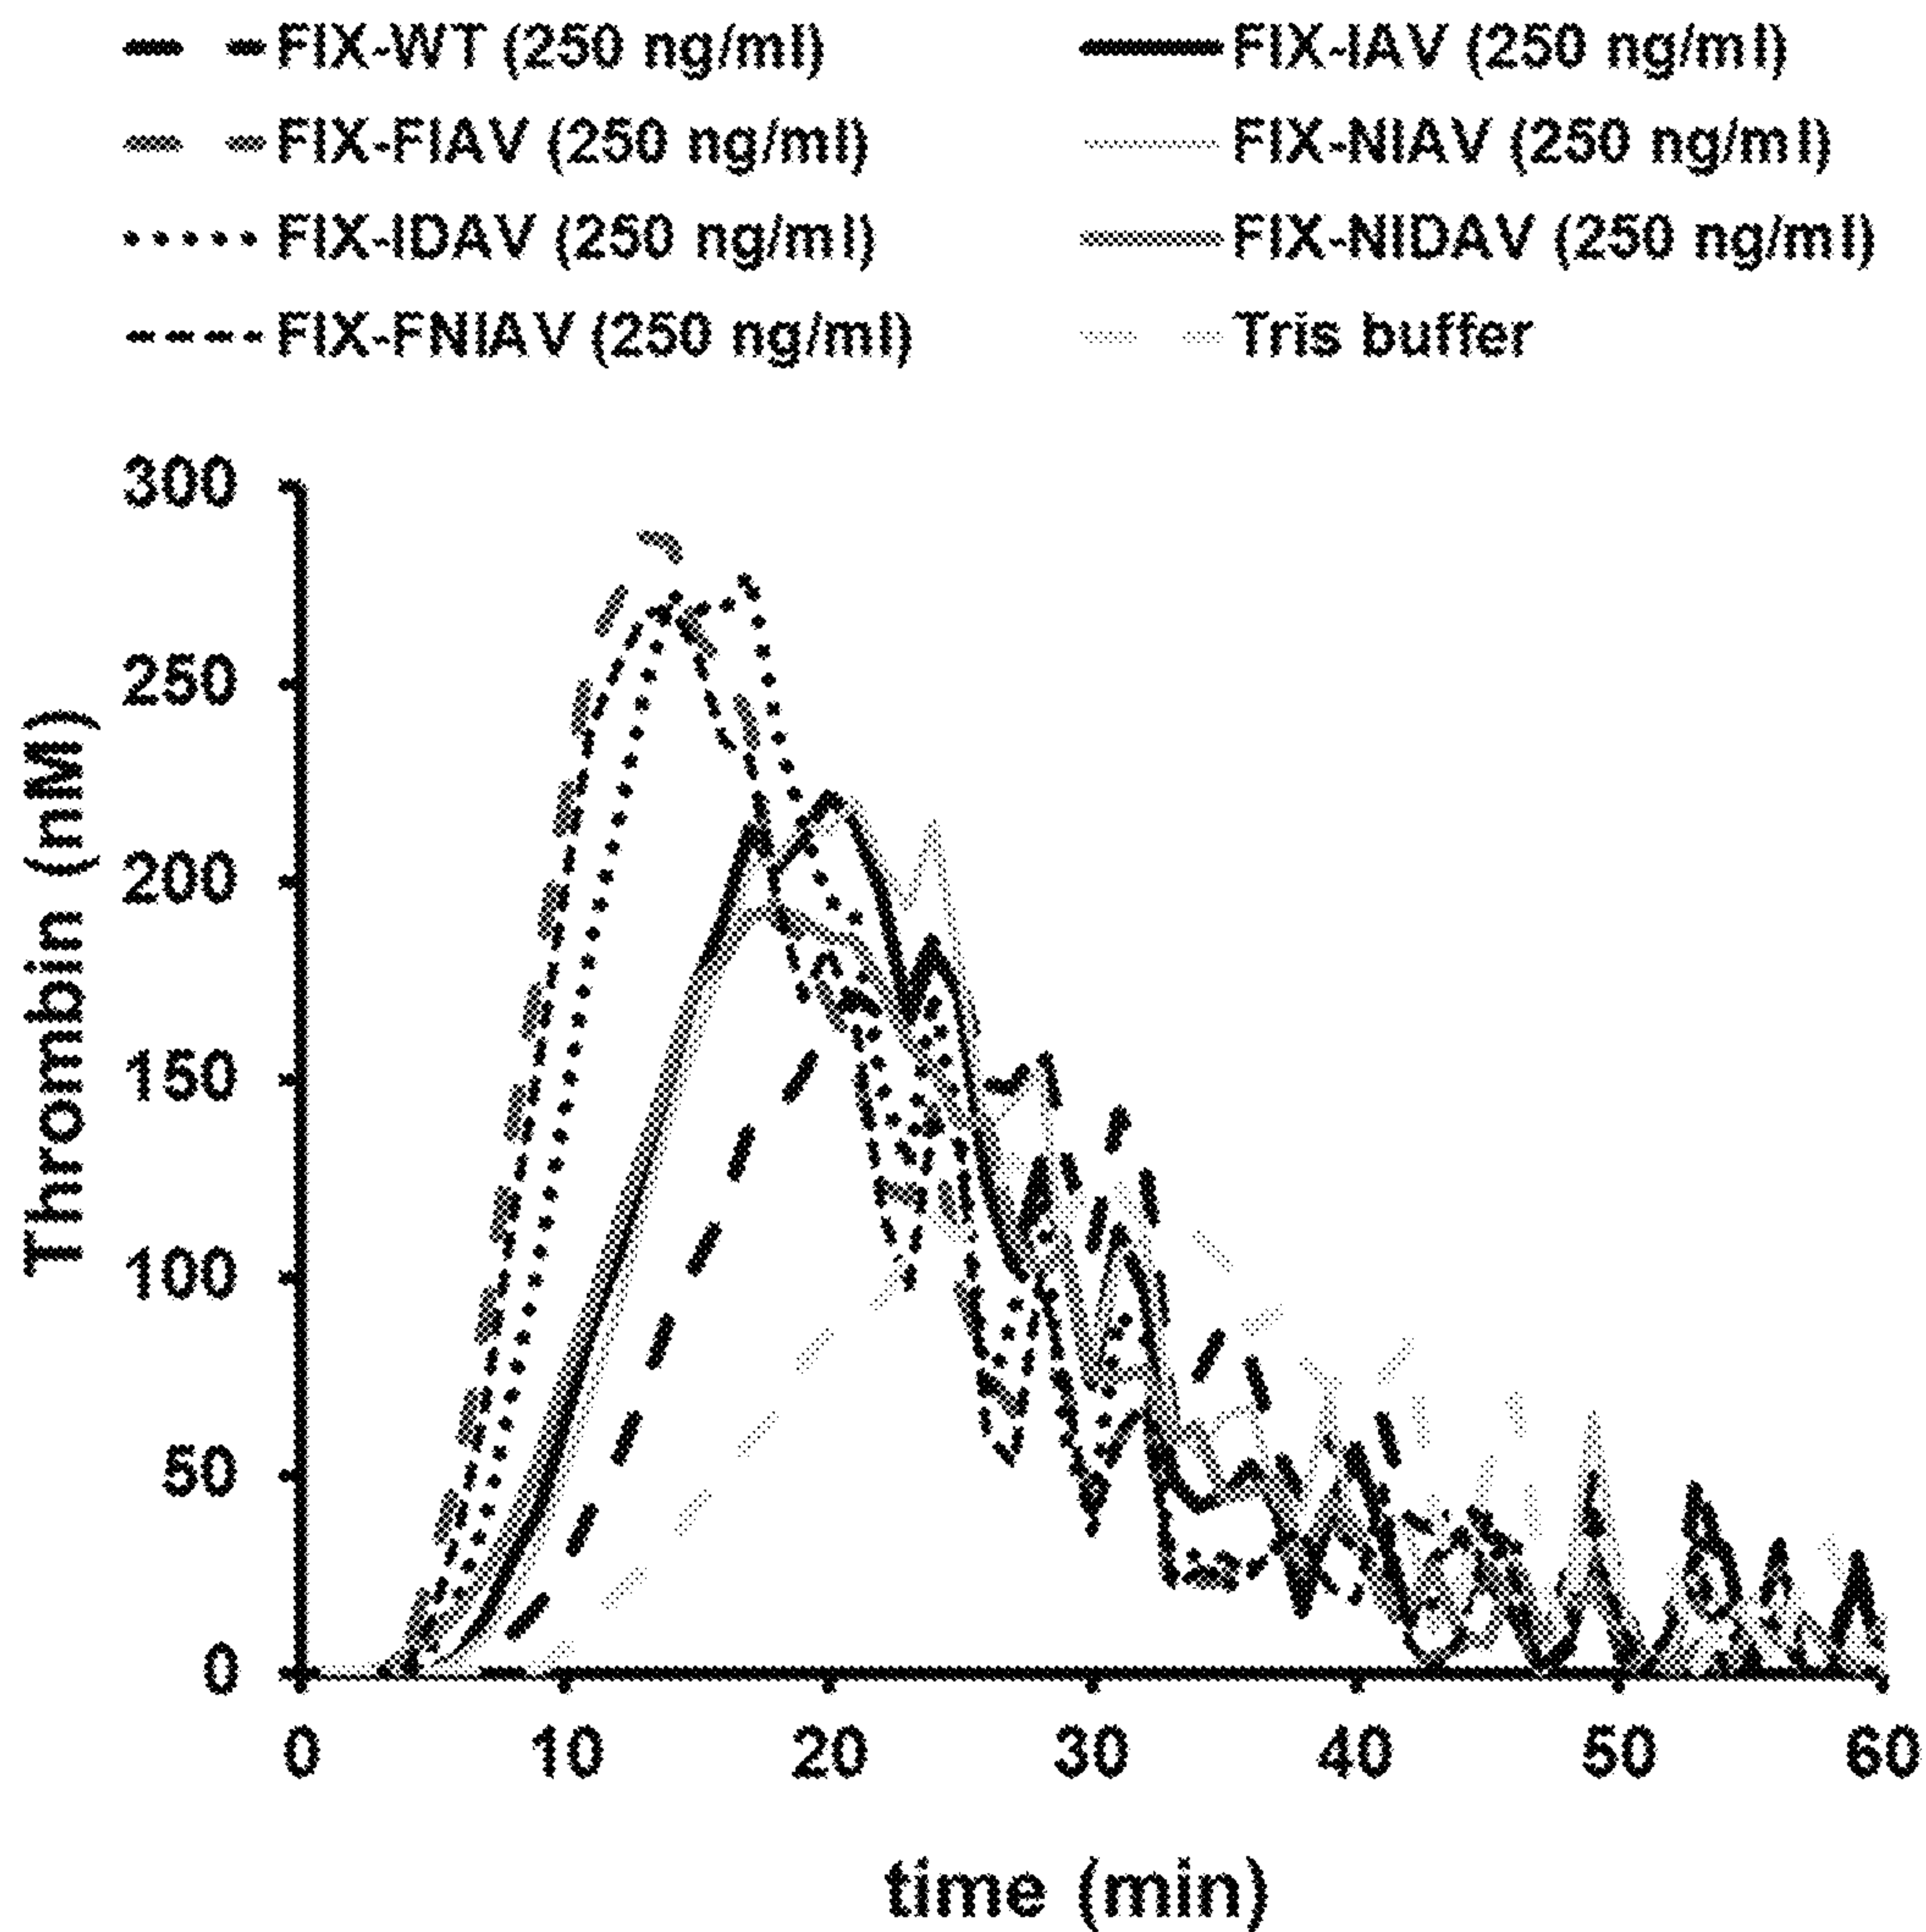 FIX-WT (250 ng/ml) FIX-IAV (250 ng/ml)
FIX-FIAV (250 ng/ml) FIX-NIAV (250 ng/ml)
FIX-IDAV (250 ng/ml) FIX-NIDAV (250 ng/ml)
FIX-FNIAV (250 ng/ml) Tris buffer
Thrombin (nM)
300
250
200
150
100
50
0
0 10 20 30 40 50 60
time (min)